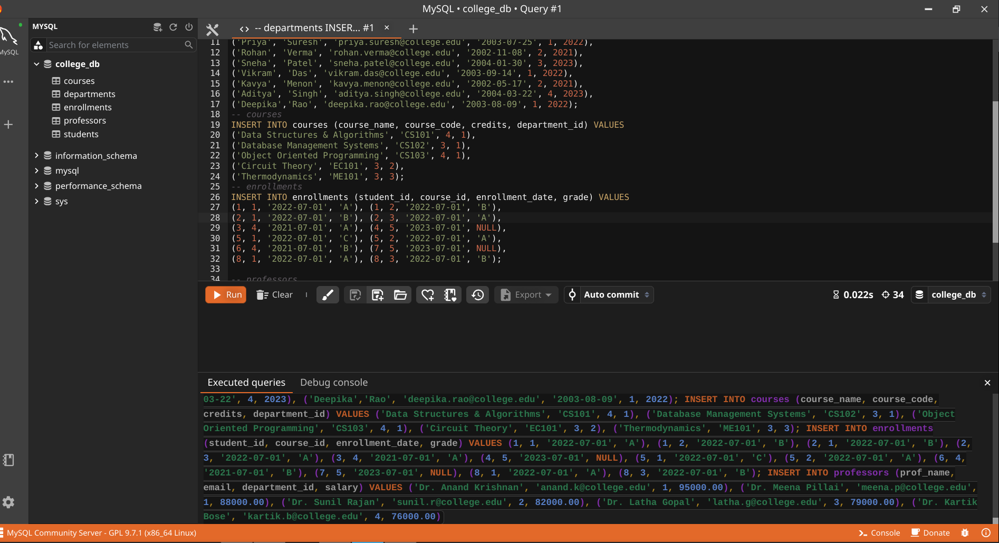 MySQL • college_db • Query #1
MYSQL
-- departments INSER... #1
MySQL
Search for elements
college_db
courses
departments
enrollments
professors
students
information_schema
mysql
performance_schema
sys
11 ('Priya', 'Suresh', 'priya.suresh@college.edu', '2003-07-25', 1, 2022),
12 ('Rohan', 'Verma', 'rohan.verma@college.edu', '2002-11-08', 2, 2021),
13 ('Sneha', 'Patel', 'sneha.patel@college.edu', '2004-01-30', 3, 2023),
14 ('Vikram', 'Das', 'vikram.das@college.edu', '2003-09-14', 1, 2022),
15 ('Kavya', 'Menon', 'kavya.menon@college.edu', '2002-05-17', 2, 2021),
16 ('Aditya', 'Singh', 'aditya.singh@college.edu', '2004-03-22', 4, 2023),
17 ('Deepika','Rao', 'deepika.rao@college.edu', '2003-08-09', 1, 2022);
18 -- courses
19 INSERT INTO courses (course_name, course_code, credits, department_id) VALUES
20 ('Data Structures & Algorithms', 'CS101', 4, 1),
21 ('Database Management Systems', 'CS102', 3, 1),
22 ('Object Oriented Programming', 'CS103', 4, 1),
23 ('Circuit Theory', 'EC101', 3, 2),
24 ('Thermodynamics', 'ME101', 3, 3);
25 -- enrollments
26 INSERT INTO enrollments (student_id, course_id, enrollment_date, grade) VALUES
27 (1, 1, '2022-07-01', 'A'), (1, 2, '2022-07-01', 'B'),
28 (2, 1, '2022-07-01', 'B'), (2, 3, '2022-07-01', 'A'),
29 (3, 4, '2021-07-01', 'A'), (4, 5, '2023-07-01', NULL),
30 (5, 1, '2022-07-01', 'C'), (5, 2, '2022-07-01', 'A'),
31 (6, 4, '2021-07-01', 'B'), (7, 5, '2023-07-01', NULL),
32 (8, 1, '2022-07-01', 'A'), (8, 3, '2022-07-01', 'B');
33
34 -- professors
Run Clear Export Auto commit 0.022s 34 college_db
Executed queries Debug console
03-22', 4, 2023), ('Deepika','Rao', 'deepika.rao@college.edu', '2003-08-09', 1, 2022); INSERT INTO courses (course_name, course_code,
credits, department_id) VALUES ('Data Structures & Algorithms', 'CS101', 4, 1), ('Database Management Systems', 'CS102', 3, 1), ('Object
Oriented Programming', 'CS103', 4, 1), ('Circuit Theory', 'EC101', 3, 2), ('Thermodynamics', 'ME101', 3, 3); INSERT INTO enrollments
(student_id, course_id, enrollment_date, grade) VALUES (1, 1, '2022-07-01', 'A'), (1, 2, '2022-07-01', 'B'), (2, 1, '2022-07-01', 'B'), (2,
3, '2022-07-01', 'A'), (3, 4, '2021-07-01', 'A'), (4, 5, '2023-07-01', NULL), (5, 1, '2022-07-01', 'C'), (5, 2, '2022-07-01', 'A'), (6, 4,
'2021-07-01', 'B'), (7, 5, '2023-07-01', NULL), (8, 1, '2022-07-01', 'A'), (8, 3, '2022-07-01', 'B'); INSERT INTO professors (prof_name,
email, department_id, salary) VALUES ('Dr. Anand Krishnan', 'anand.k@college.edu', 1, 95000.00), ('Dr. Meena Pillai', 'meena.p@college.edu',
1, 88000.00), ('Dr. Sunil Rajan', 'sunil.r@college.edu', 2, 82000.00), ('Dr. Latha Gopal', 'latha.g@college.edu', 3, 79000.00), ('Dr. Kartik
Bose', 'kartik.b@college.edu', 4, 76000.00)
MySQL Community Server - GPL 9.7.1 (x86_64 Linux)
Console Donate